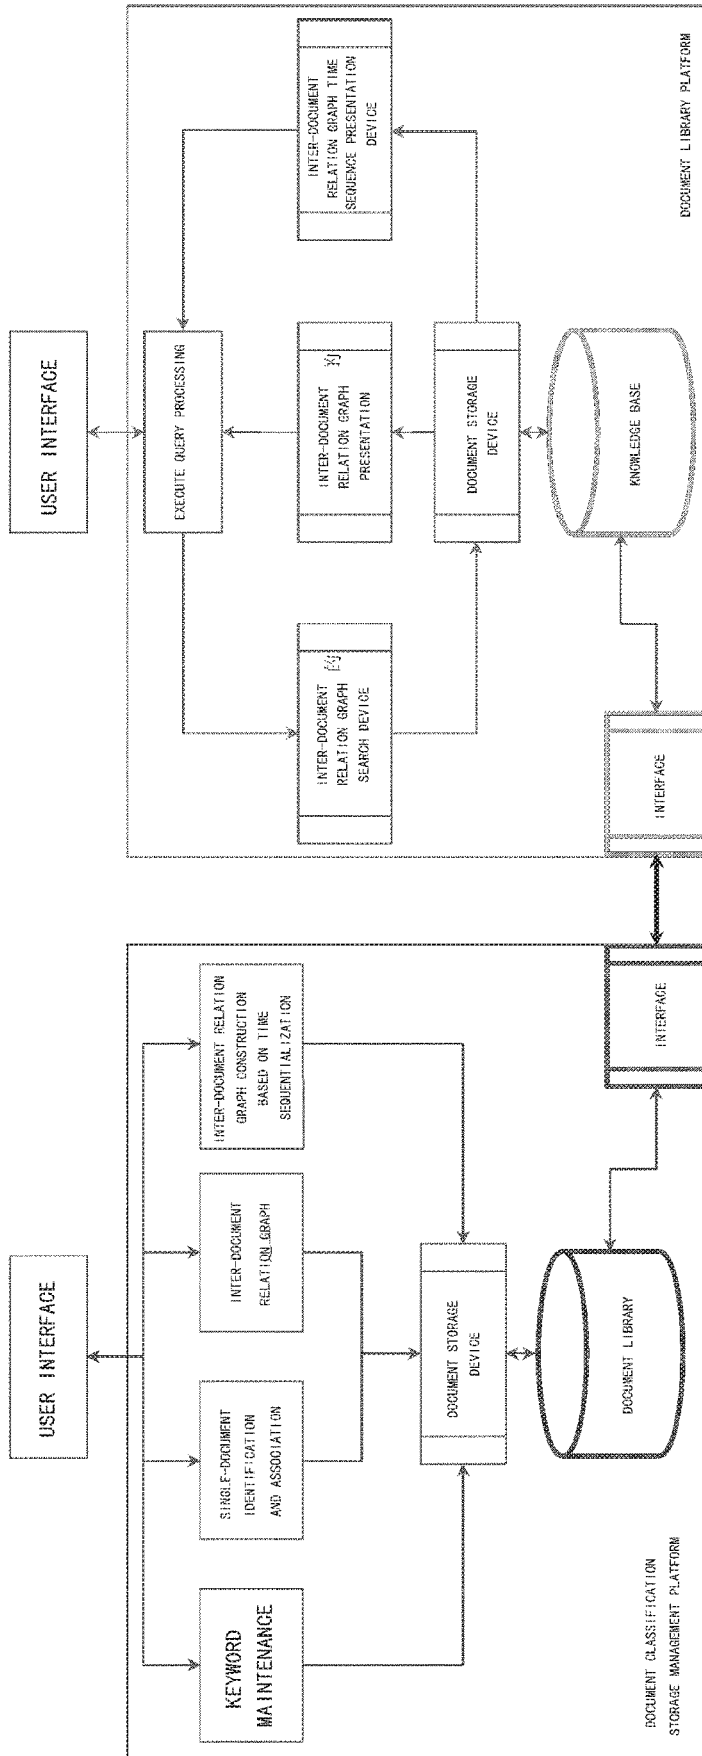 USER INTERFACE
KEYWORD
MAINTENANCE
SINGLE-DOCUMENT
IDENTIFICATION
AND ASSOCIATION
INTER-DOCUMENT
RELATION GRAPH
INTER-DOCUMENT RELATION
GRAPH CONSTRUCTION
BASED ON TIME
SEQUENTIALIZATION
DOCUMENT STORAGE
DEVICE
DOCUMENT LIBRARY
INTERFACE
DOCUMENT CLASSIFICATION
STORAGE MANAGEMENT PLATFORM
USER INTERFACE
EXECUTE QUERY PROCESSING
INTER-DOCUMENT
RELATION GRAPH
SEARCH DEVICE
INTER-DOCUMENT
RELATION GRAPH
PRESENTATION
INTER-DOCUMENT
RELATION GRAPH TIME
SEQUENCE PRESENTATION
DEVICE
DOCUMENT STORAGE
DEVICE
KNOWLEDGE BASE
INTERFACE
DOCUMENT LIBRARY PLATFORM